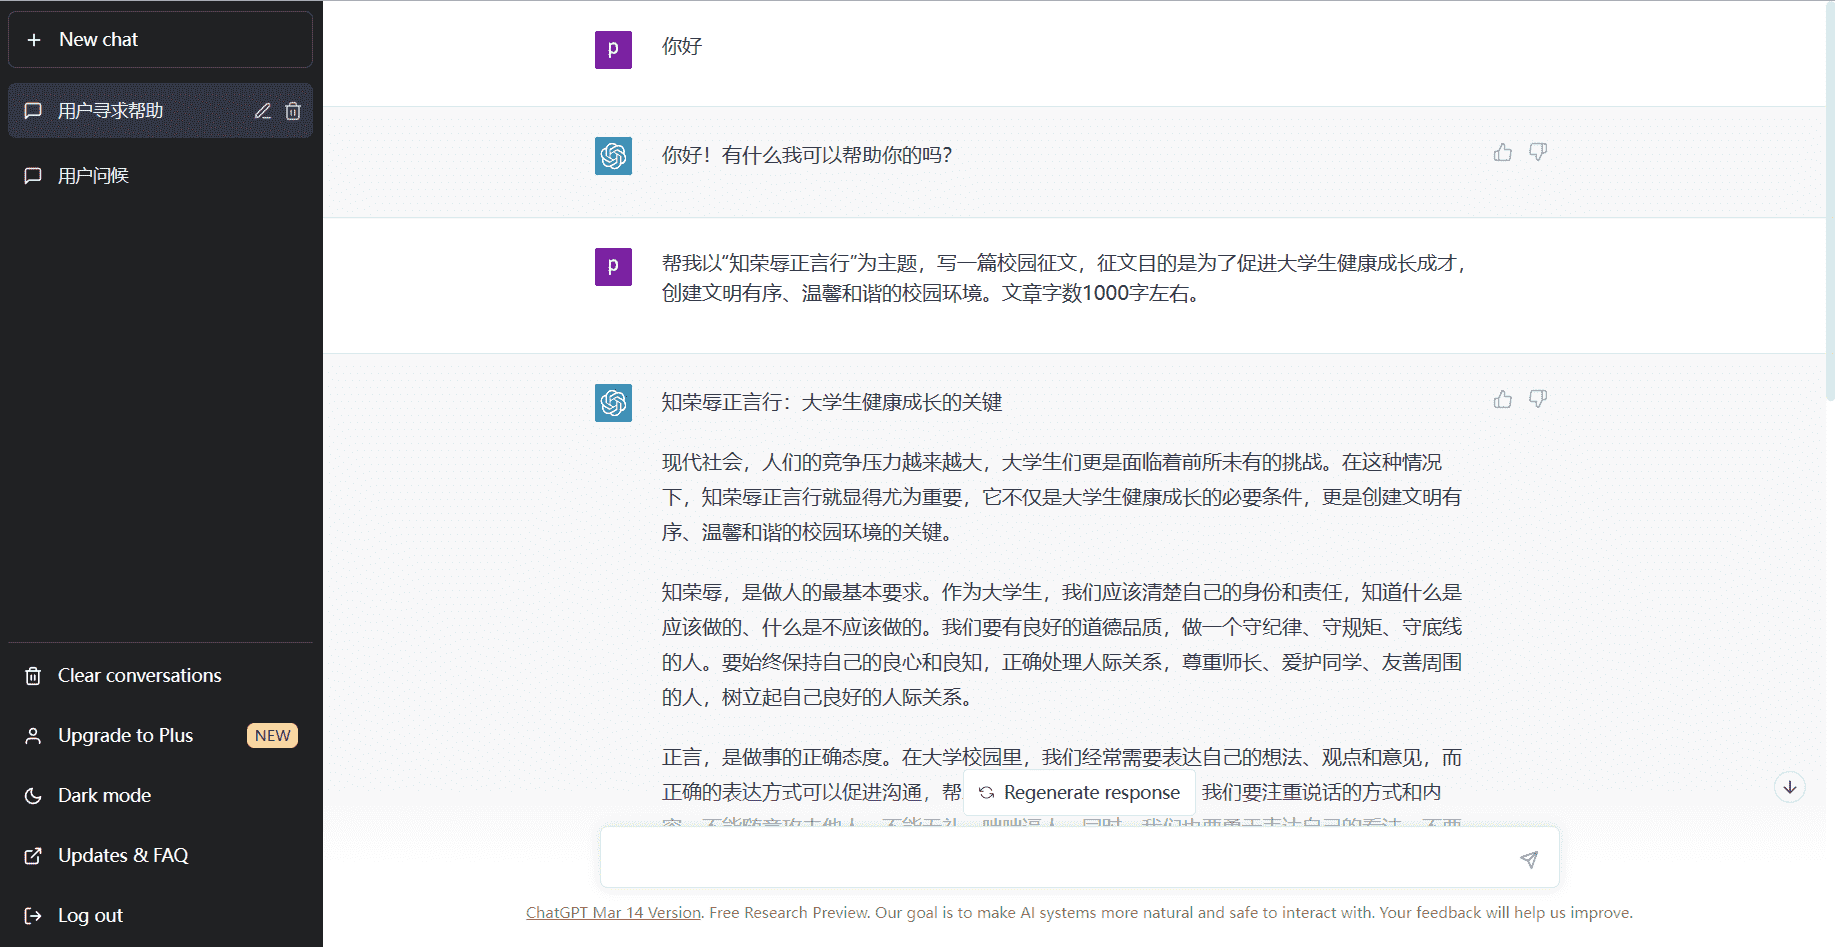 New chat
用户寻求帮助
用户问候
Clear conversations
Upgrade to Plus NEW
Dark mode
Updates & FAQ
Log out
p
你好
你好！有什么我可以帮助你的吗？
p
帮我以“知荣辱正言行”为主题，写一篇校园征文，征文目的是为了促进大学生健康成长成才，
创建文明有序、温馨和谐的校园环境。文章字数1000字左右。
知荣辱正言行：大学生健康成长的关键
现代社会，人们的竞争压力越来越大，大学生们更是面临着前所未有的挑战。在这种情况
下，知荣辱正言行就显得尤为重要，它不仅是大学生健康成长的必要条件，更是创建文明有
序、温馨和谐的校园环境的关键。
知荣辱，是做人的最基本要求。作为大学生，我们应该清楚自己的身份和责任，知道什么是
应该做的、什么是不应该做的。我们要有良好的道德品质，做一个守纪律、守规矩、守底线
的人。要始终保持自己的良心和良知，正确处理人际关系，尊重师长、爱护同学、友善周围
的人，树立起自己良好的人际关系。
正言，是做事的正确态度。在大学校园里，我们经常需要表达自己的想法、观点和意见，而
正确的表达方式可以促进沟通，帮 我们要注重说话的方式和内
Regenerate response
ChatGPT Mar 14 Version. Free Research Preview. Our goal is to make AI systems more natural and safe to interact with. Your feedback will help us improve.